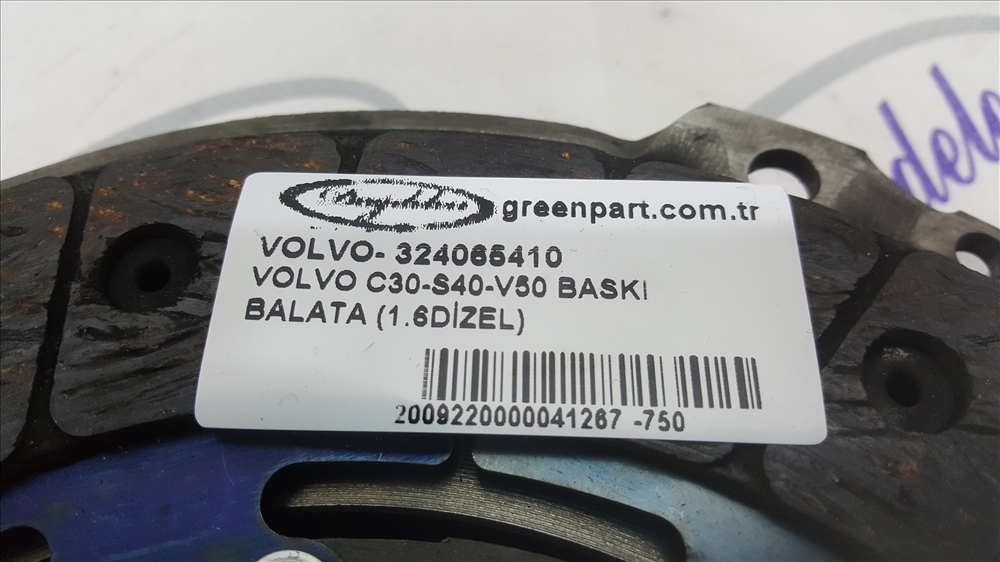 greenpart.com.tr
VOLVO- 324065410
VOLVO C30-S40-V50 BASKI
BALATA (1.6DİZEL)
2009220000041267 -750